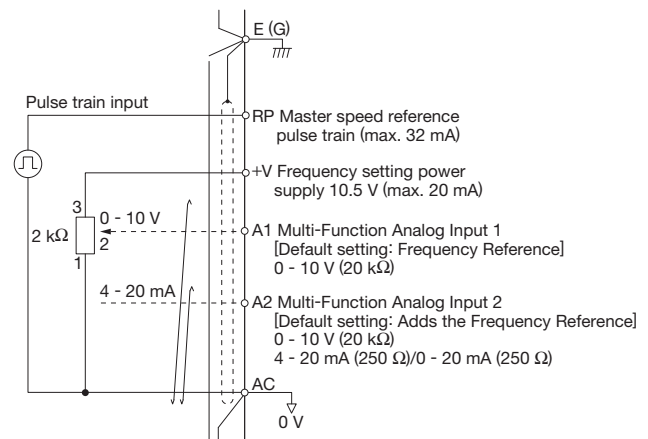 E (G)
Pulse train input
RP Master speed reference
pulse train (max. 32 mA)
+V Frequency setting power
supply 10.5 V (max. 20 mA)
3
0 - 10 V
2 kΩ
2
1
A1 Multi-Function Analog Input 1
[Default setting: Frequency Reference]
0 - 10 V (20 kΩ)
4 - 20 mA
A2 Multi-Function Analog Input 2
[Default setting: Adds the Frequency Reference]
0 - 10 V (20 kΩ)
4 - 20 mA (250 Ω)/0 - 20 mA (250 Ω)
AC
0 V